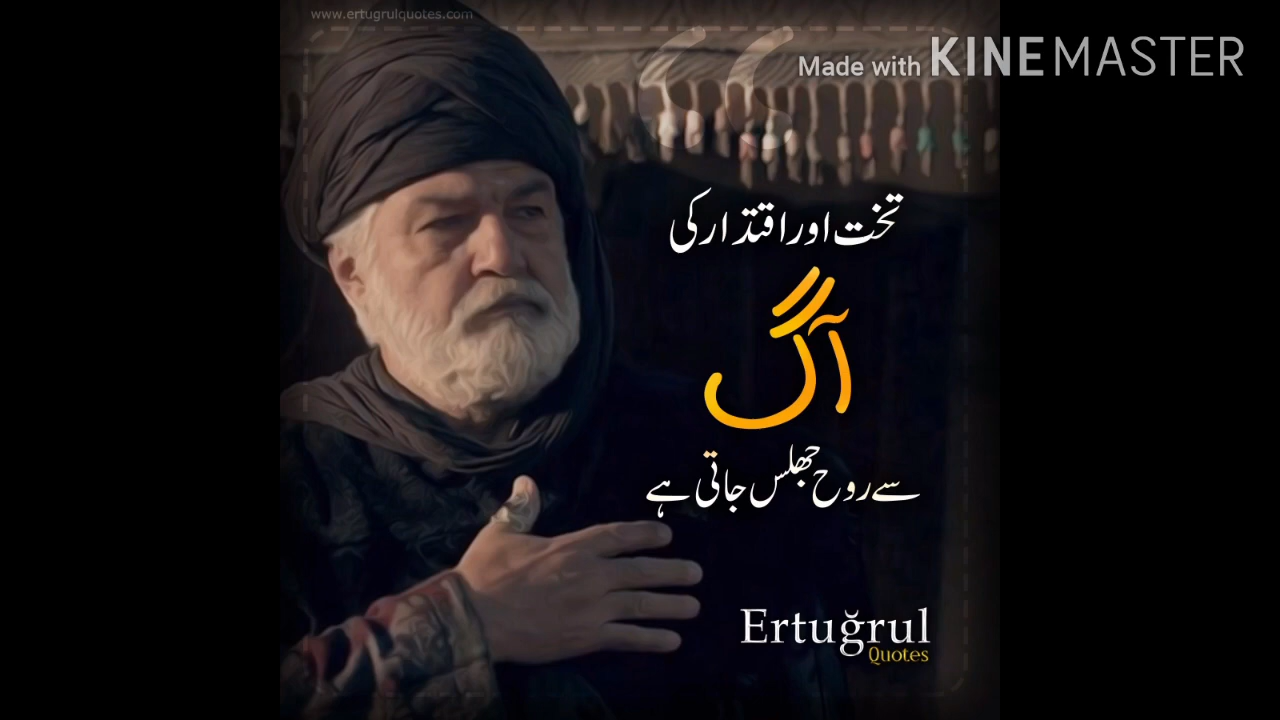 www.ertugrulquotes.com
Made with KINEMASTER
تخت اور اقتدار کی
آگ
سے روح جھلس جاتی ہے
Ertuğrul
Quotes